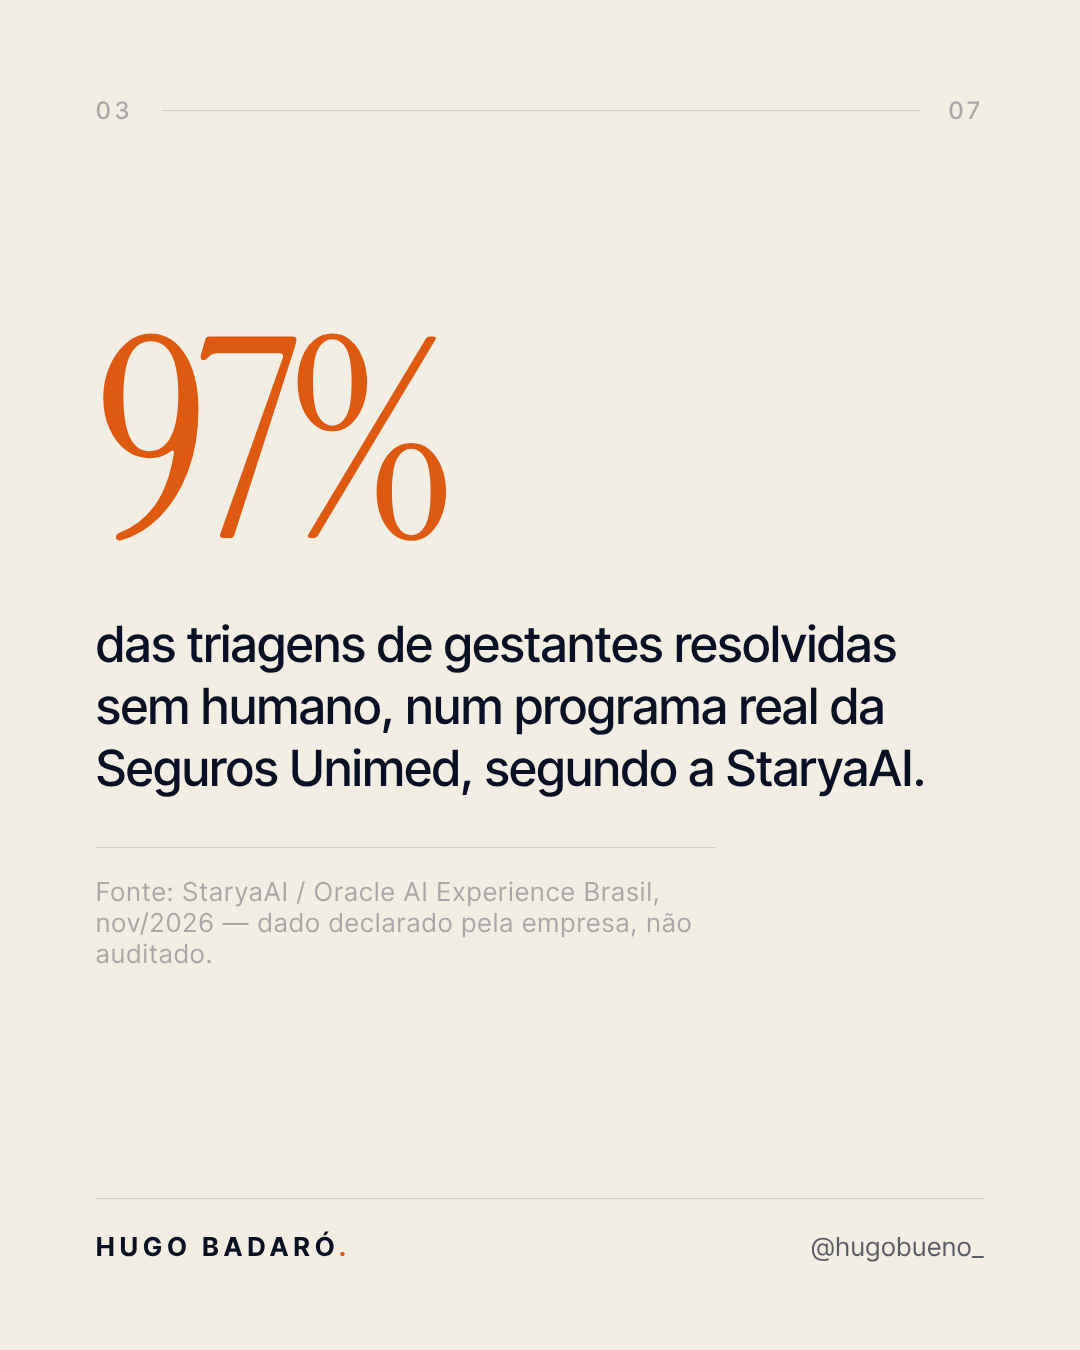 03
07
97%
das triagens de gestantes resolvidas
sem humano, num programa real da
Seguros Unimed, segundo a StaryaAI.
Fonte: StaryaAI / Oracle AI Experience Brasil,
nov/2026 — dado declarado pela empresa, não
auditado.
HUGO BADARÓ.
@hugobueno_